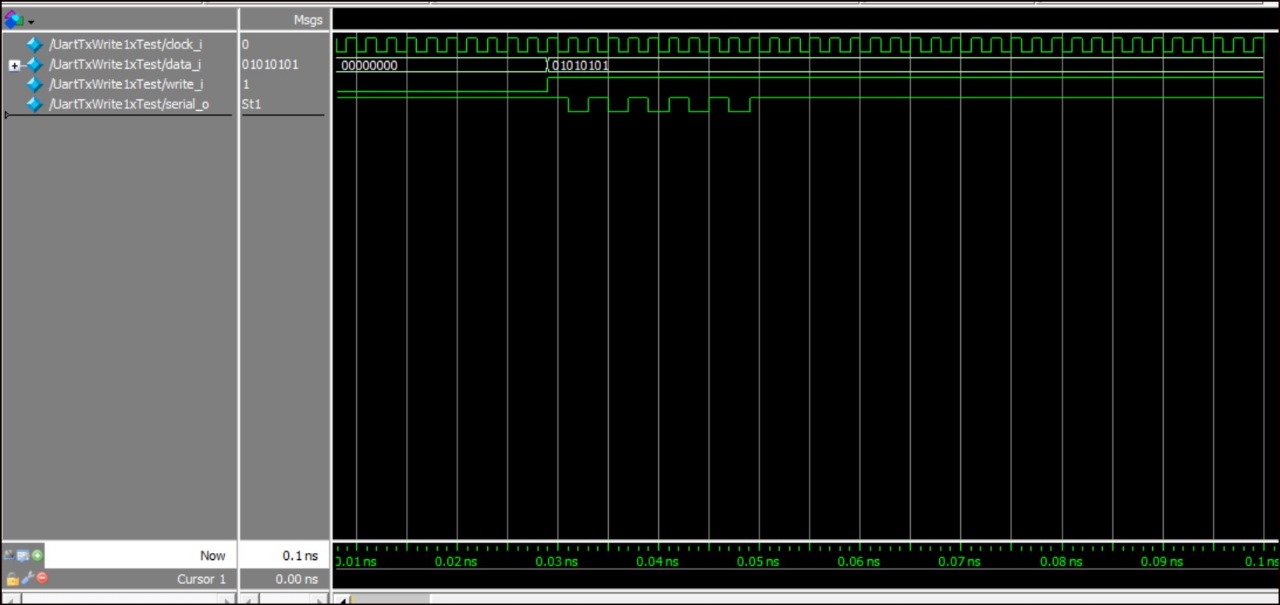 Msgs
/UartTxWrite1xTest/clock_i 0
/UartTxWrite1xTest/data_i 01010101 00000000 01010101
/UartTxWrite1xTest/write_i 1
/UartTxWrite1xTest/serial_o St1
Now 0.1 ns
0.01 ns 0.02 ns 0.03 ns 0.04 ns 0.05 ns 0.06 ns 0.07 ns 0.08 ns 0.09 ns 0.1 ns
Cursor 1 0.00 ns